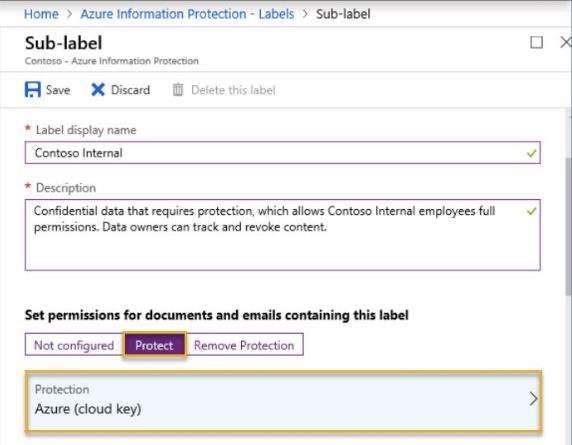 Home > Azure Information Protection - Labels > Sub-label
Sub-label
Contoso - Azure Information Protection
Save Discard Delete this label
* Label display name
Contoso Internal
* Description
Confidential data that requires protection, which allows Contoso Internal employees full
permissions. Data owners can track and revoke content.
Set permissions for documents and emails containing this label
Not configured Protect Remove Protection
Protection
Azure (cloud key)